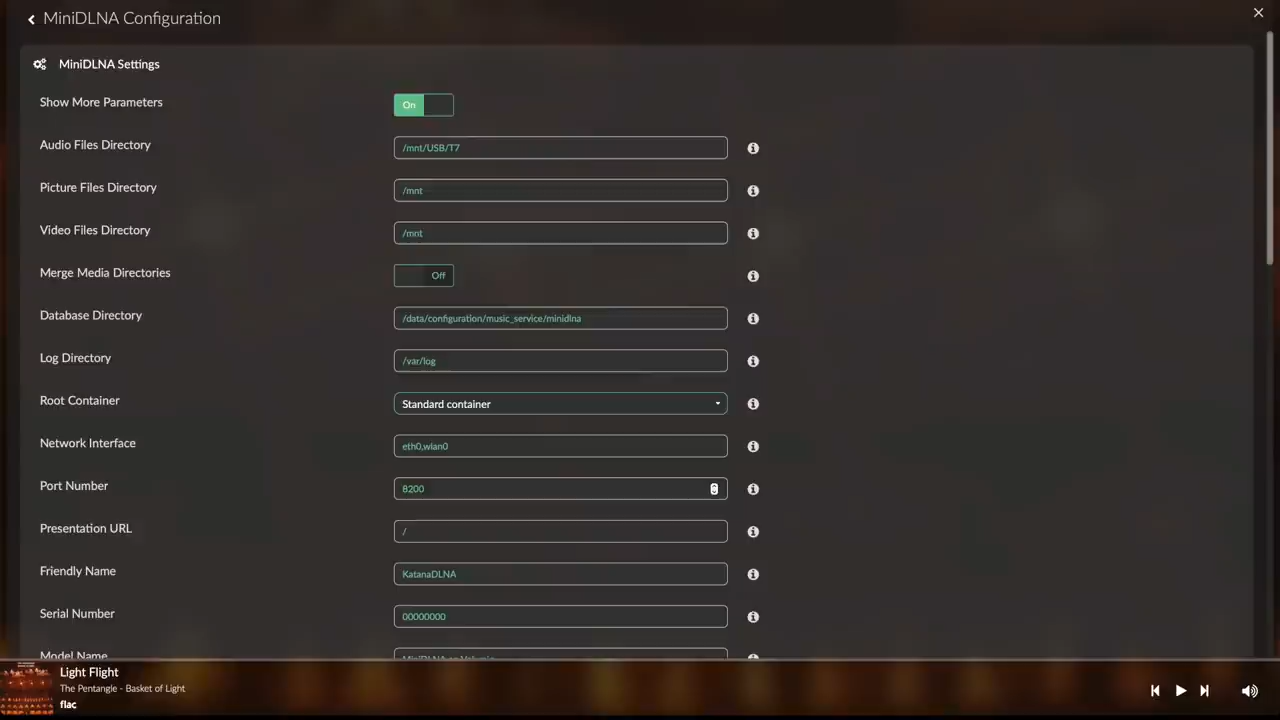 MiniDLNA Configuration
MiniDLNA Settings
Show More Parameters
On
Audio Files Directory
/mnt/USB/T7
Picture Files Directory
/mnt
Video Files Directory
/mnt
Merge Media Directories
Off
Database Directory
/data/configuration/music_service/minidlna
Log Directory
/var/log
Root Container
Standard container
Network Interface
eth0,wlan0
Port Number
8200
Presentation URL
/
Friendly Name
KatanaDLNA
Serial Number
00000000
Model Name
Light Flight
The Pentangle - Basket of Light
flac